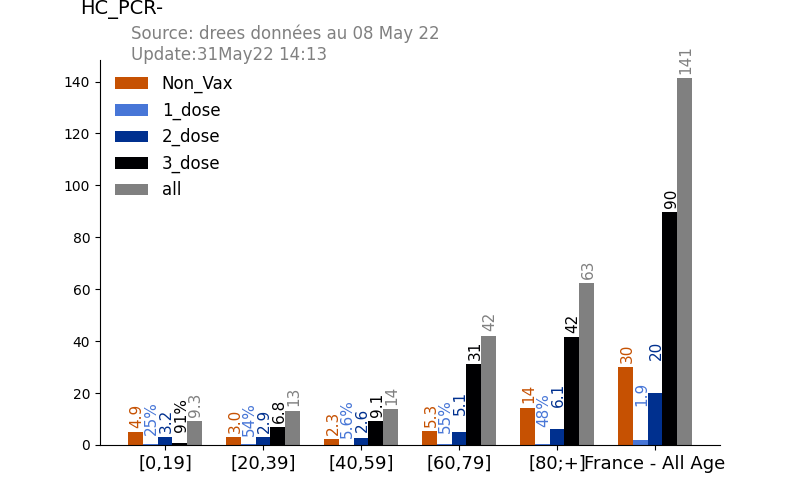 HC_PCR-
Source: drees données au 08 May 22
Update:31May22 14:13
Non_Vax
1_dose
2_dose
3_dose
all
140
120
100
80
60
40
20
0
4.9 25% 3.2 91% 9.3
3.0 54% 2.9 6.8 13
2.3 5.6% 2.6 9.1 14
5.3 55% 5.1 31 42
14 48% 6.1 42 63
30 1.9 20 90 141
[0,19] [20,39] [40,59] [60,79] [80;+] France - All Age